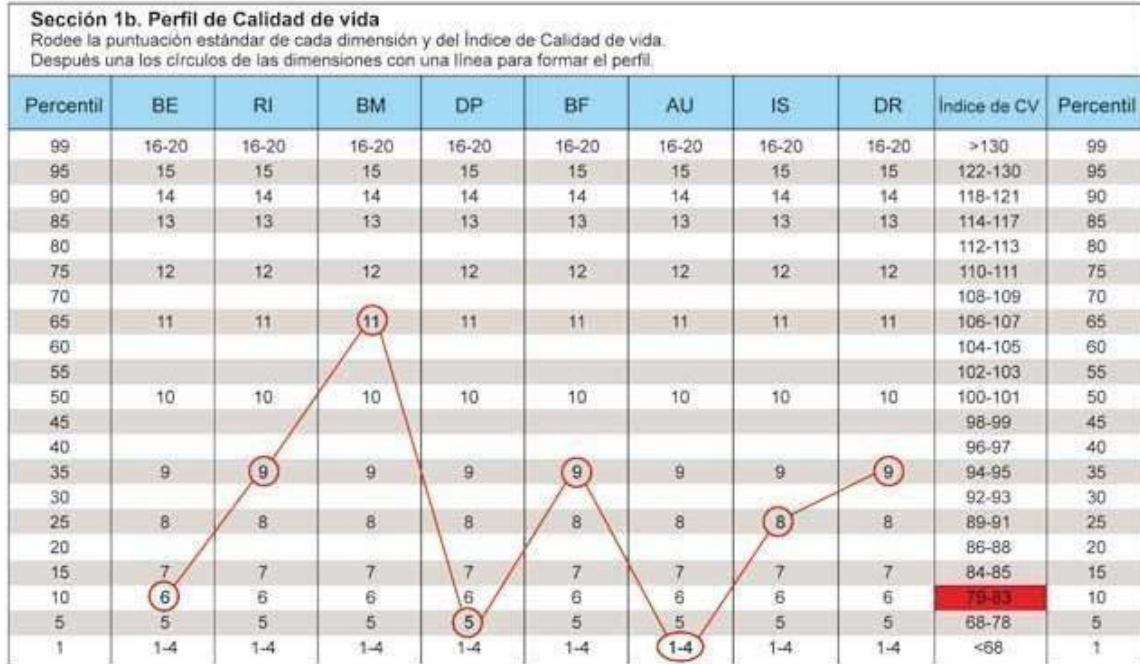 Sección 1b. Perfil de Calidad de vida
Rodee la puntuación estándar de cada dimensión y del Índice de Calidad de vida.
Después una los círculos de las dimensiones con una línea para formar el perfil.
Percentil BE RI BM DP BF AU IS DR Índice de CV Percentil
99 16-20 16-20 16-20 16-20 16-20 16-20 16-20 16-20 >130 99
95 15 15 15 15 15 15 15 15 122-130 95
90 14 14 14 14 14 14 14 14 118-121 90
85 13 13 13 13 13 13 13 13 114-117 85
80 112-113 80
75 12 12 12 12 12 12 12 12 110-111 75
70 108-109 70
65 11 11 11 11 11 11 11 11 106-107 65
60 104-105 60
55 102-103 55
50 10 10 10 10 10 10 10 10 100-101 50
45 98-99 45
40 96-97 40
35 9 9 9 9 9 9 9 9 94-95 35
30 92-93 30
25 8 8 8 8 8 8 8 8 89-91 25
20 86-88 20
15 7 7 7 7 7 7 7 7 84-85 15
10 6 6 6 6 6 6 6 6 79-83 10
5 5 5 5 5 5 5 5 5 68-78 5
1 1-4 1-4 1-4 1-4 1-4 1-4 1-4 1-4 <68 1